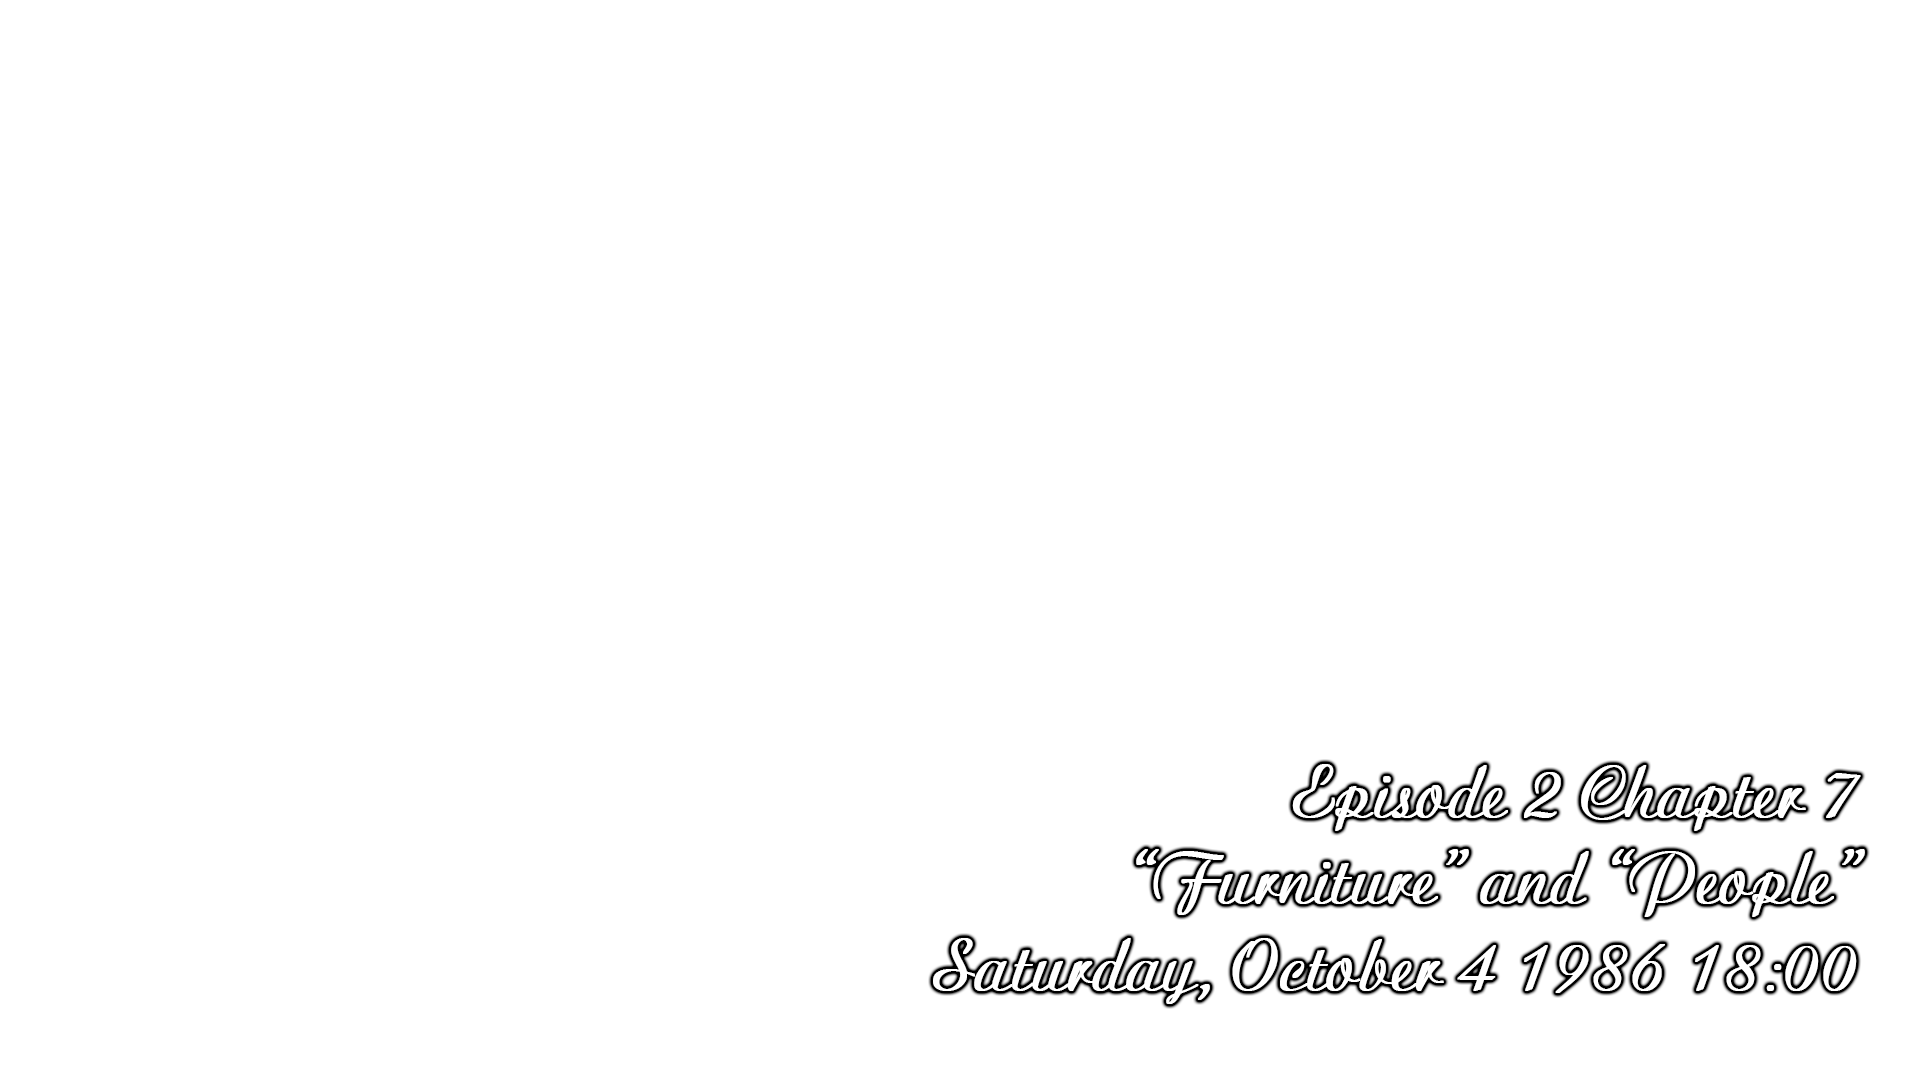 Episode 2 Chapter 7
“Furniture” and “People”
Saturday, October 4 1986 18:00